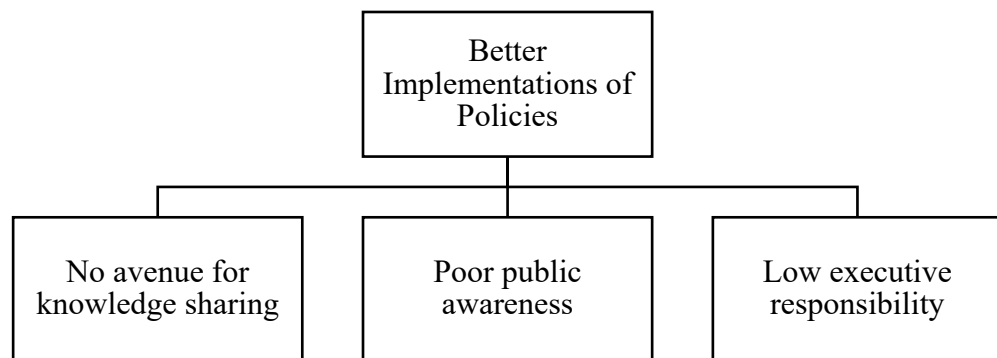 Better
Implementations of
Policies
No avenue for
knowledge sharing
Poor public
awareness
Low executive
responsibility